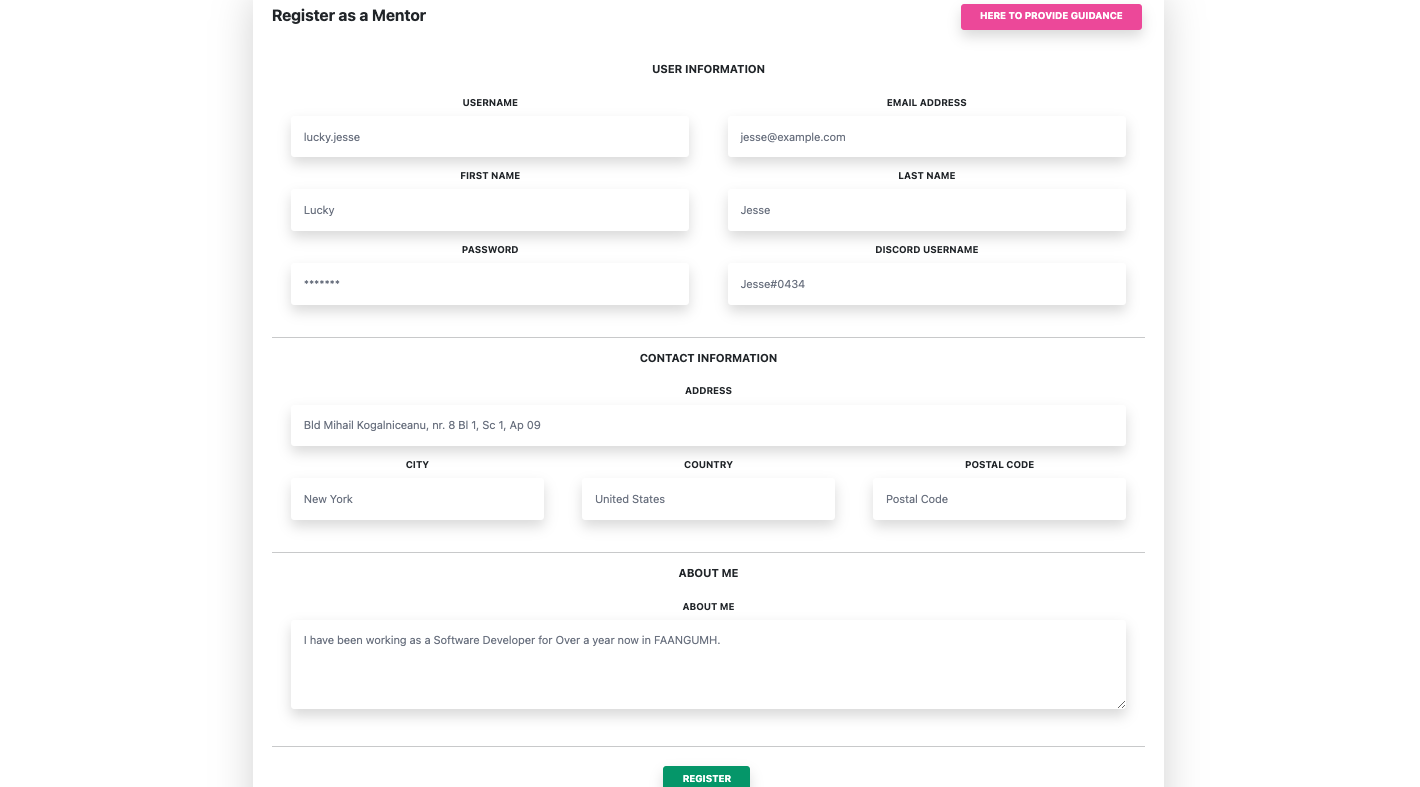 Register as a Mentor
HERE TO PROVIDE GUIDANCE
USER INFORMATION
USERNAME
EMAIL ADDRESS
lucky.jesse
jesse@example.com
FIRST NAME
LAST NAME
Lucky
Jesse
PASSWORD
DISCORD USERNAME
*******
Jesse#0434
CONTACT INFORMATION
ADDRESS
Bld Mihail Kogalniceanu, nr. 8 Bl 1, Sc 1, Ap 09
CITY
COUNTRY
POSTAL CODE
New York
United States
Postal Code
ABOUT ME
ABOUT ME
I have been working as a Software Developer for Over a year now in FAANGUMH.
REGISTER